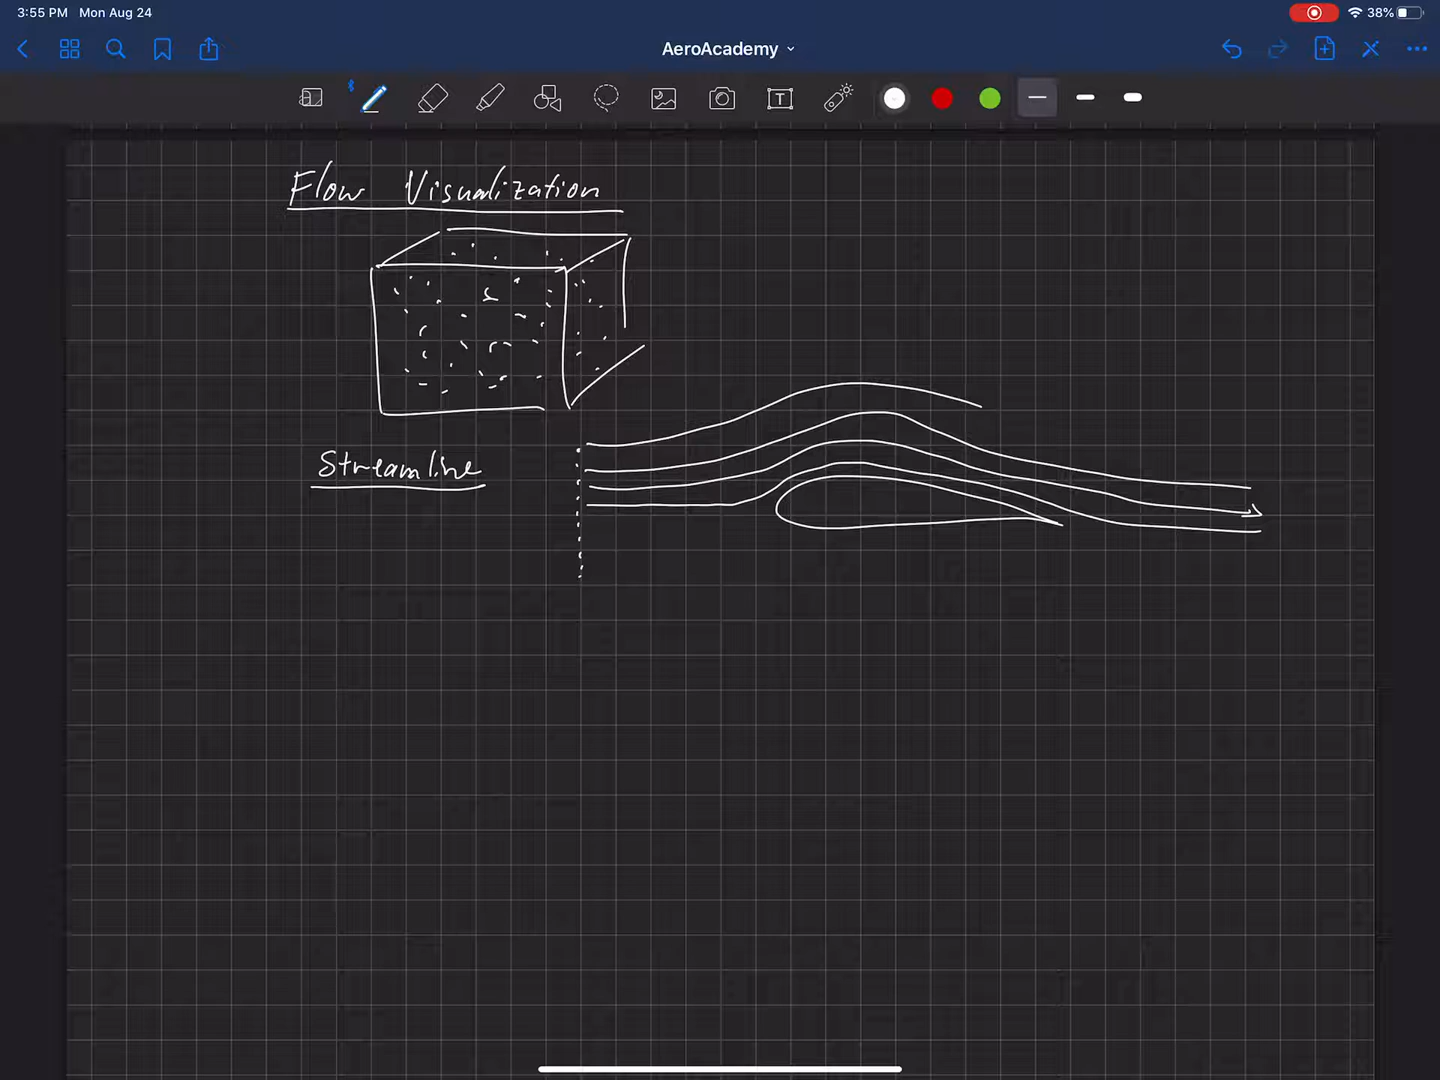 3:55 PM Mon Aug 24
38%
AeroAcademy
T
Flow Visualization
Streamline